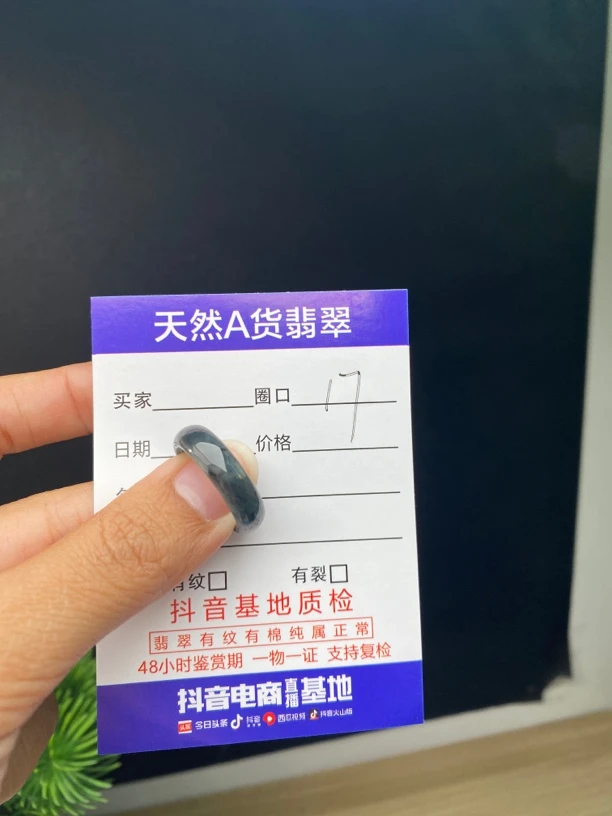 天然A货翡翠
买家 圈口 17
日期 价格
有纹 有裂
抖音基地质检
翡翠有纹有棉纯属正常
48小时鉴赏期 一物一证 支持复检
抖音电商直播基地
头条 今日头条 抖音 西瓜视频 抖音火山版